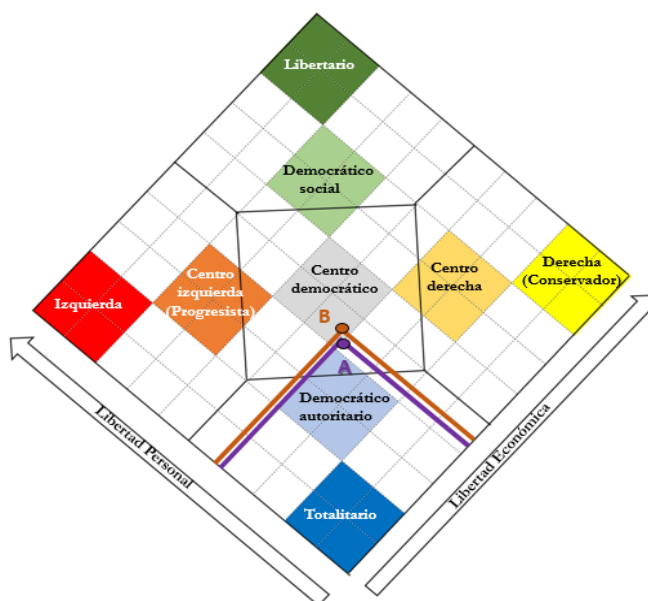 Libertario
Democrático
social
Centro
izquierda
(Progresista)
Centro
democrático
Centro
derecha
Derecha
(Conservador)
Izquierda
B
A
Democrático
autoritario
Libertad Personal
Libertad Económica
Totalitario